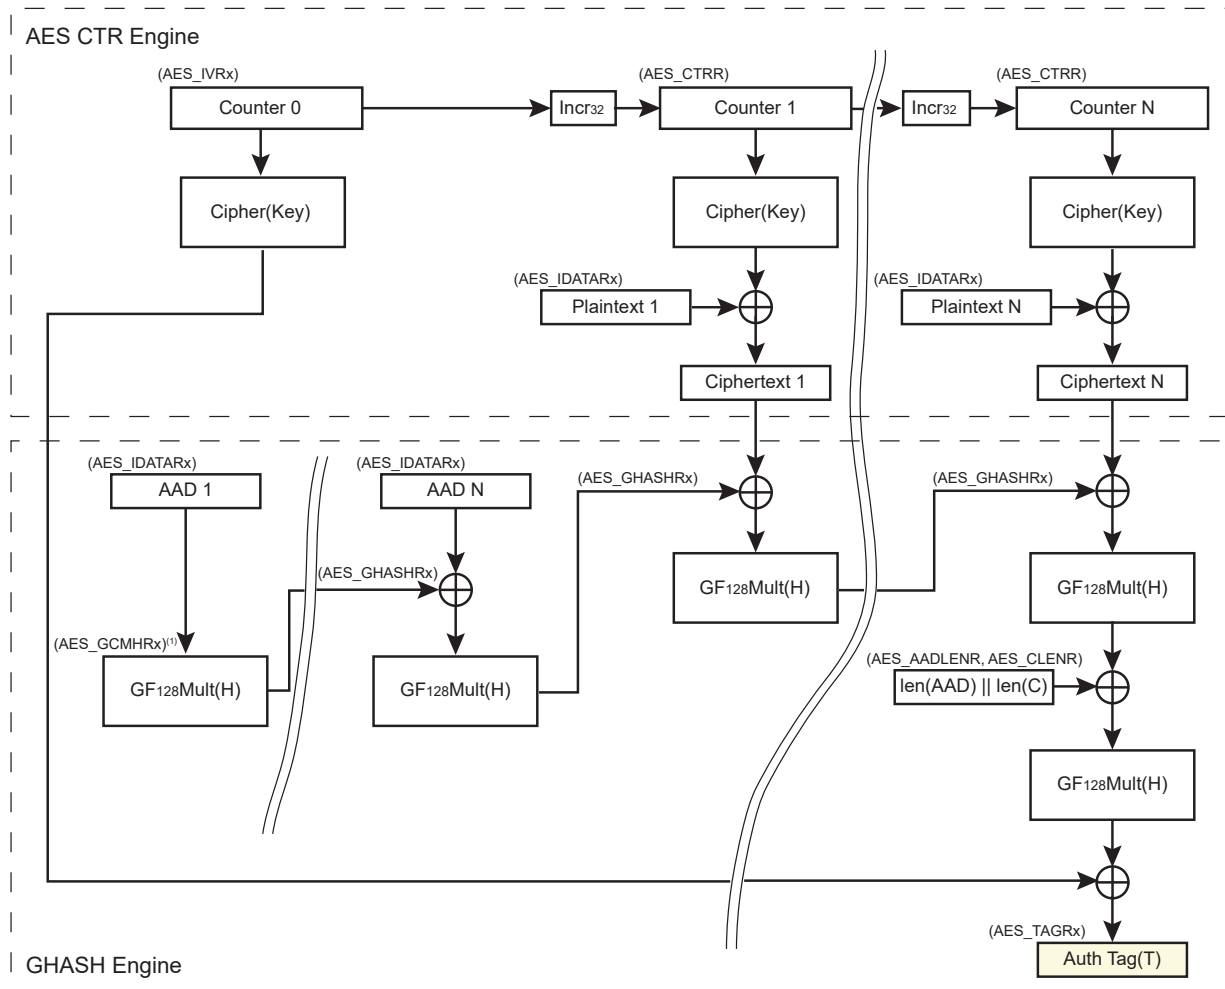 AES CTR Engine
(AES_IVRx)
Counter 0
Incr32
(AES_CTRR)
Counter 1
Incr32
(AES_CTRR)
Counter N
Cipher(Key)
Cipher(Key)
Cipher(Key)
(AES_IDATARx)
Plaintext 1
(AES_IDATARx)
Plaintext N
Ciphertext 1
Ciphertext N
(AES_IDATARx)
AAD 1
(AES_IDATARx)
AAD N
(AES_GHASHRx)
(AES_GHASHRx)
(AES_GHASHRx)
GF128Mult(H)
GF128Mult(H)
(AES_GCMHRx)(1)
GF128Mult(H)
GF128Mult(H)
(AES_AADLENR, AES_CLENR)
len(AAD) || len(C)
GF128Mult(H)
(AES_TAGRx)
Auth Tag(T)
GHASH Engine